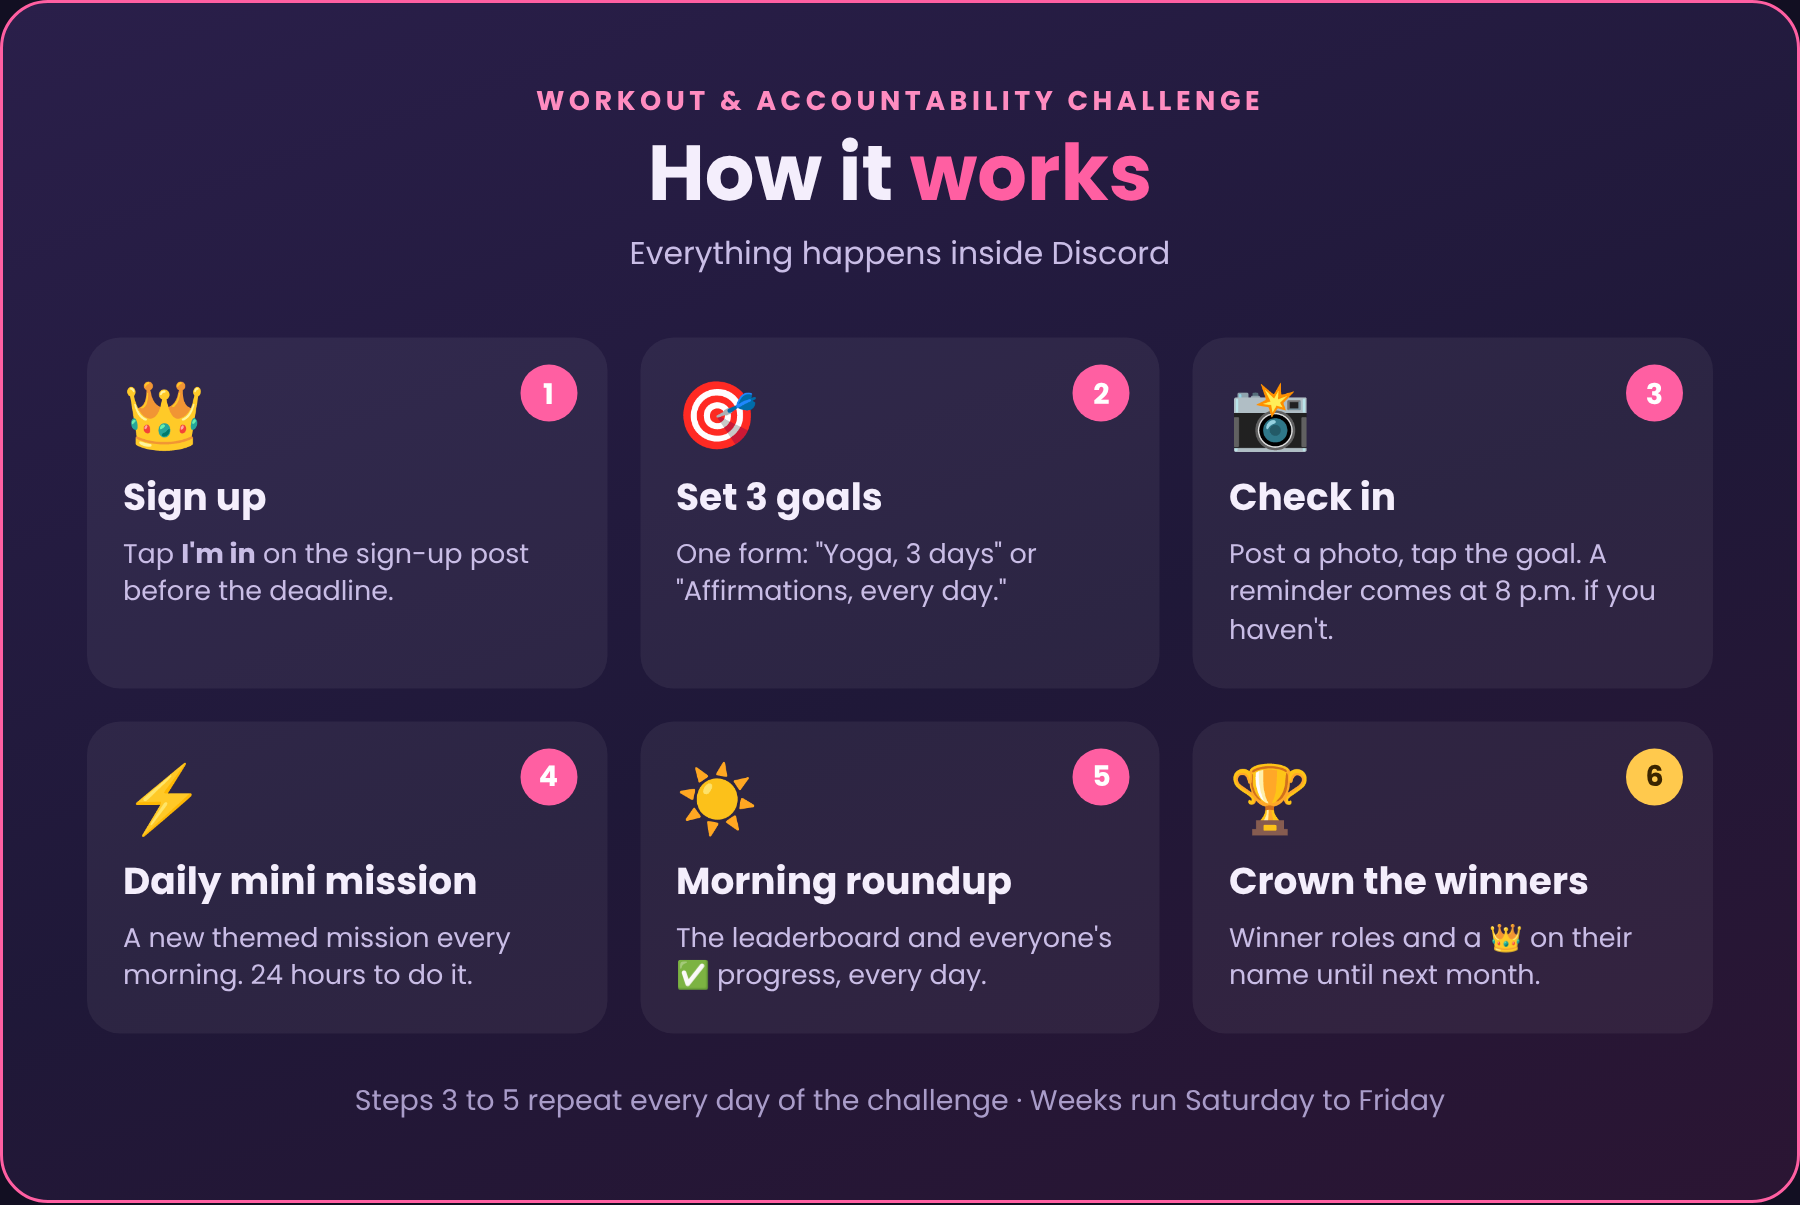 WORKOUT & ACCOUNTABILITY CHALLENGE
How it works
Everything happens inside Discord
1
Sign up
Tap I'm in on the sign-up post
before the deadline.
2
Set 3 goals
One form: "Yoga, 3 days" or
"Affirmations, every day."
3
Check in
Post a photo, tap the goal. A
reminder comes at 8 p.m. if you
haven't.
4
Daily mini mission
A new themed mission every
morning. 24 hours to do it.
5
Morning roundup
The leaderboard and everyone's
✅ progress, every day.
6
Crown the winners
Winner roles and a 👑 on their
name until next month.
Steps 3 to 5 repeat every day of the challenge · Weeks run Saturday to Friday